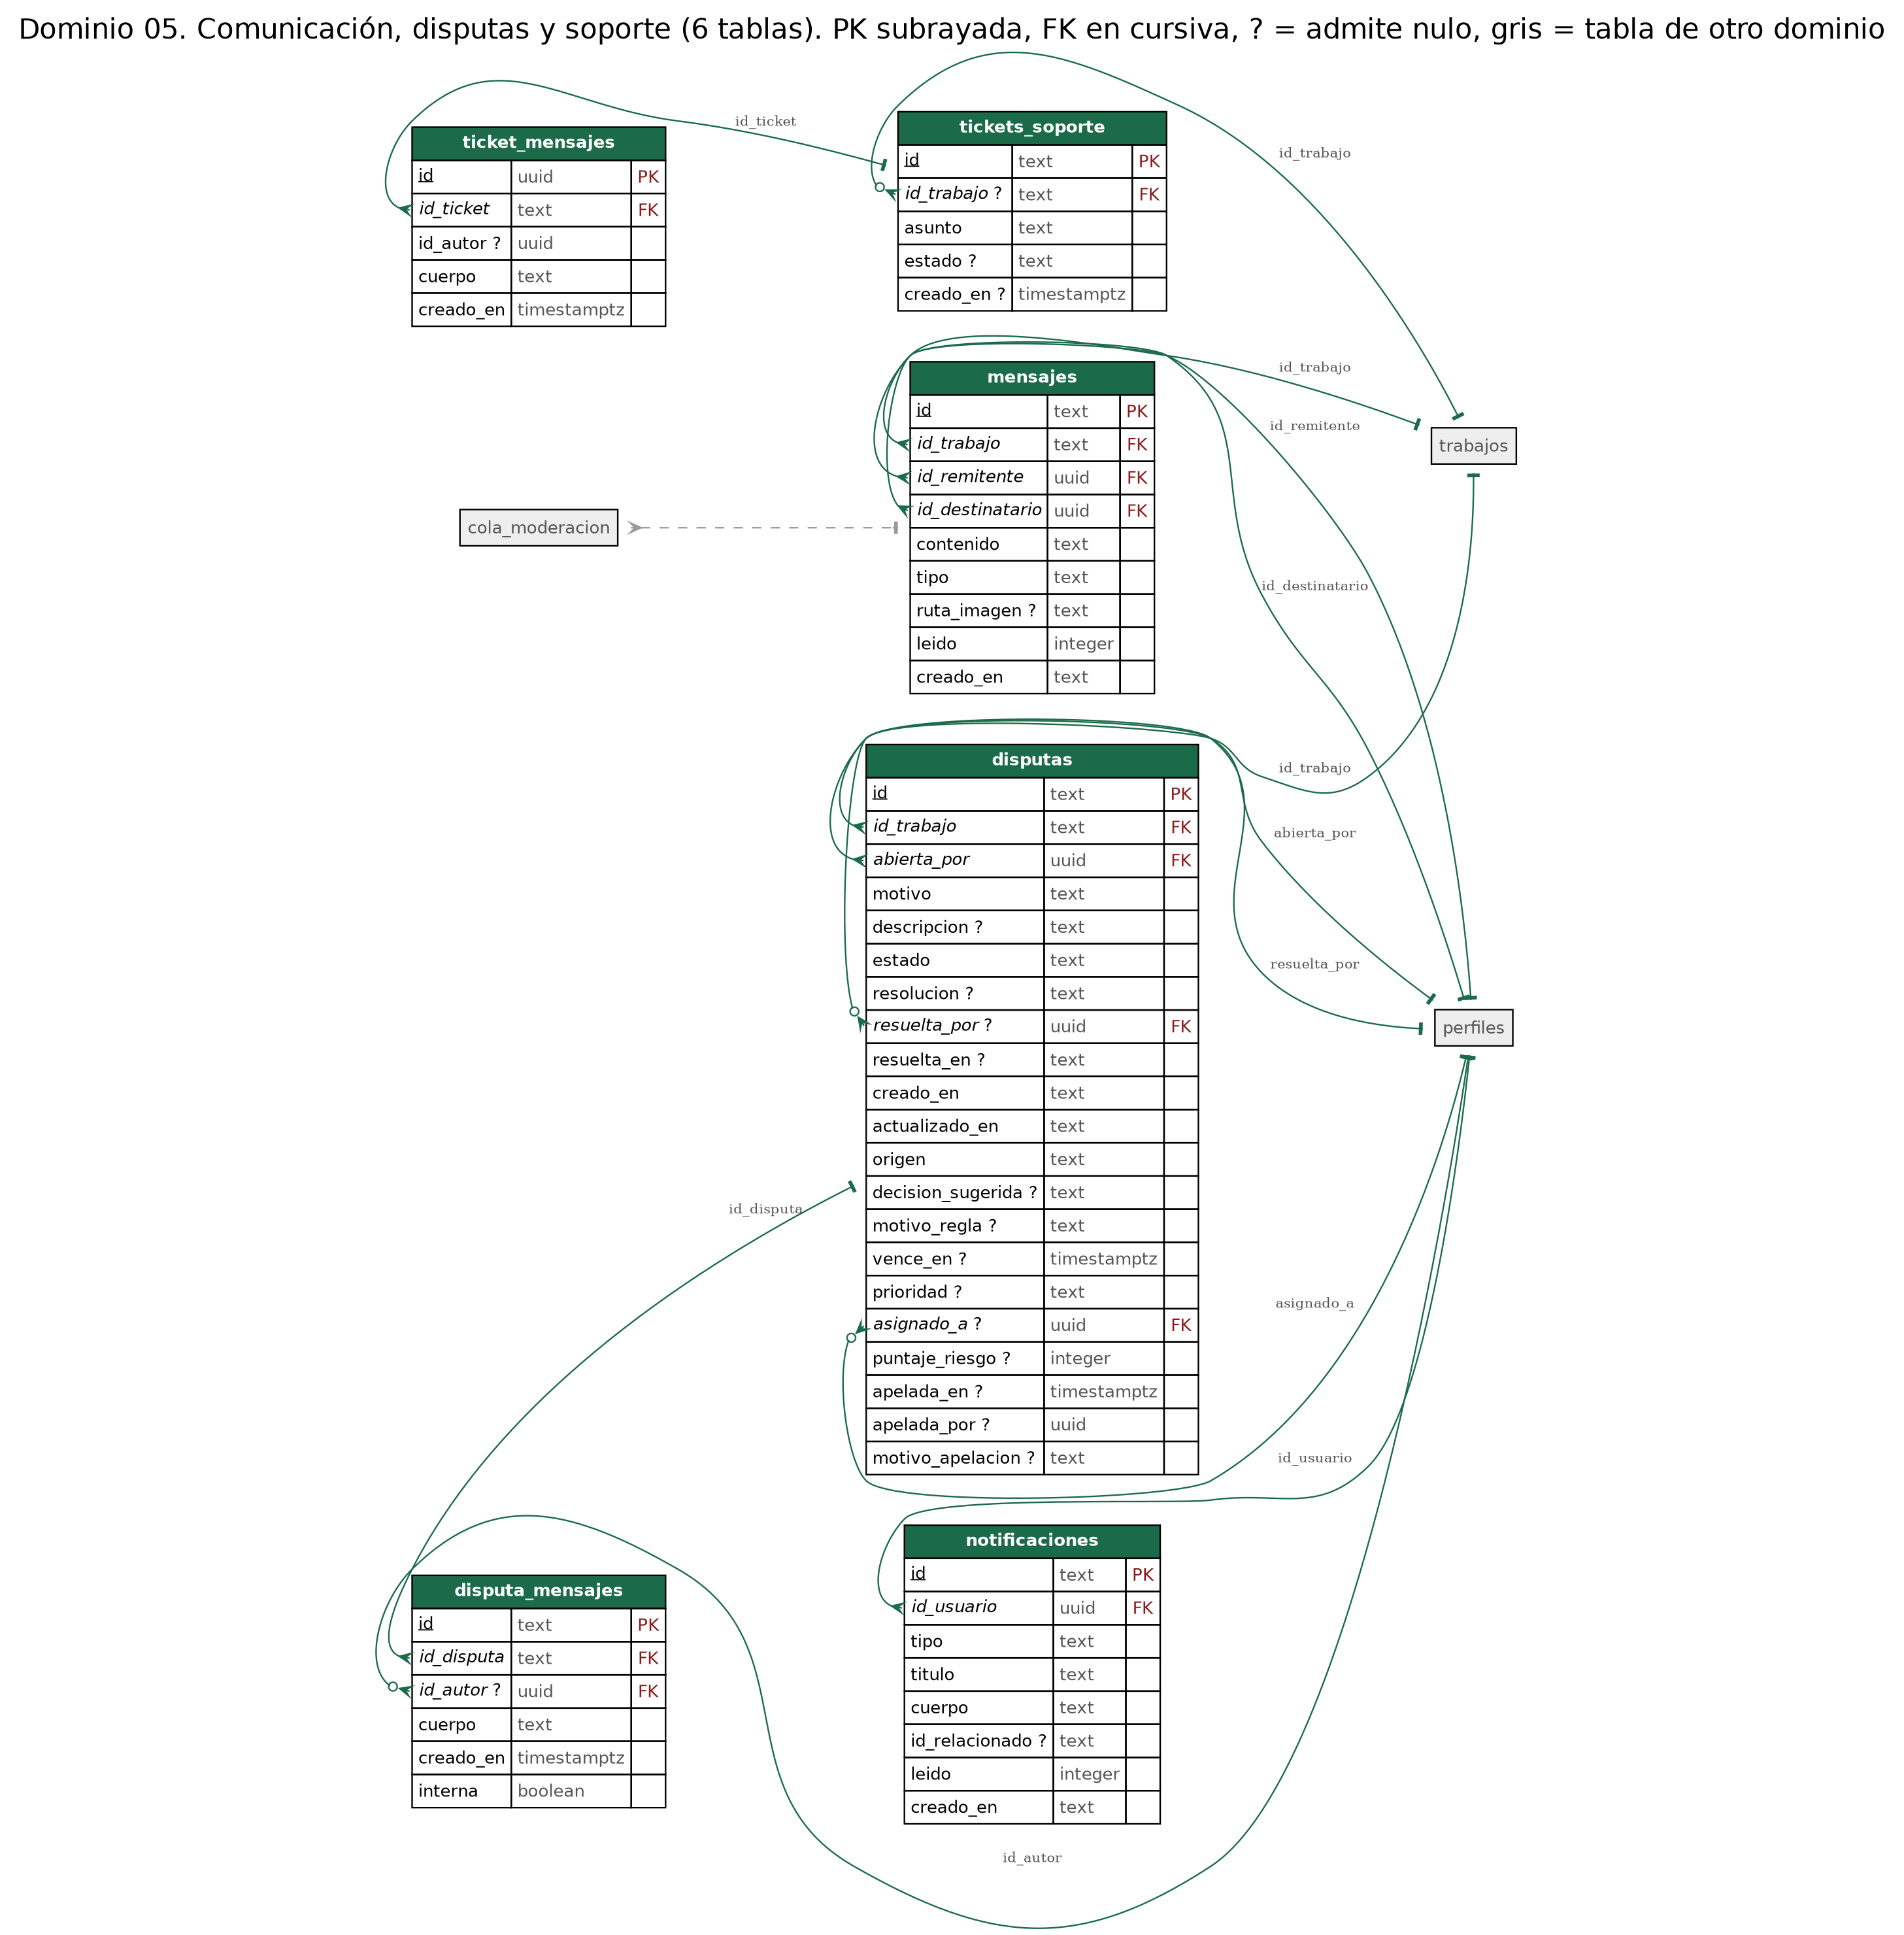 Dominio 05. Comunicación, disputas y soporte (6 tablas). PK subrayada, FK en cursiva, ? = admite nulo, gris = tabla de otro dominio
ticket_mensajes
id uuid PK
id_ticket text FK
id_autor ? uuid
cuerpo text
creado_en timestamptz
id_ticket
tickets_soporte
id text PK
id_trabajo ? text FK
asunto text
estado ? text
creado_en ? timestamptz
id_trabajo
mensajes
id text PK
id_trabajo text FK
id_remitente uuid FK
id_destinatario uuid FK
contenido text
tipo text
ruta_imagen ? text
leido integer
creado_en text
id_trabajo
id_remitente
id_destinatario
trabajos
cola_moderacion
disputas
id text PK
id_trabajo text FK
abierta_por uuid FK
motivo text
descripcion ? text
estado text
resolucion ? text
resuelta_por ? uuid FK
resuelta_en ? text
creado_en text
actualizado_en text
origen text
decision_sugerida ? text
motivo_regla ? text
vence_en ? timestamptz
prioridad ? text
asignado_a ? uuid FK
puntaje_riesgo ? integer
apelada_en ? timestamptz
apelada_por ? uuid
motivo_apelacion ? text
id_trabajo
abierta_por
resuelta_por
perfiles
id_disputa
asignado_a
id_usuario
disputa_mensajes
id text PK
id_disputa text FK
id_autor ? uuid FK
cuerpo text
creado_en timestamptz
interna boolean
notificaciones
id text PK
id_usuario uuid FK
tipo text
titulo text
cuerpo text
id_relacionado ? text
leido integer
creado_en text
id_autor